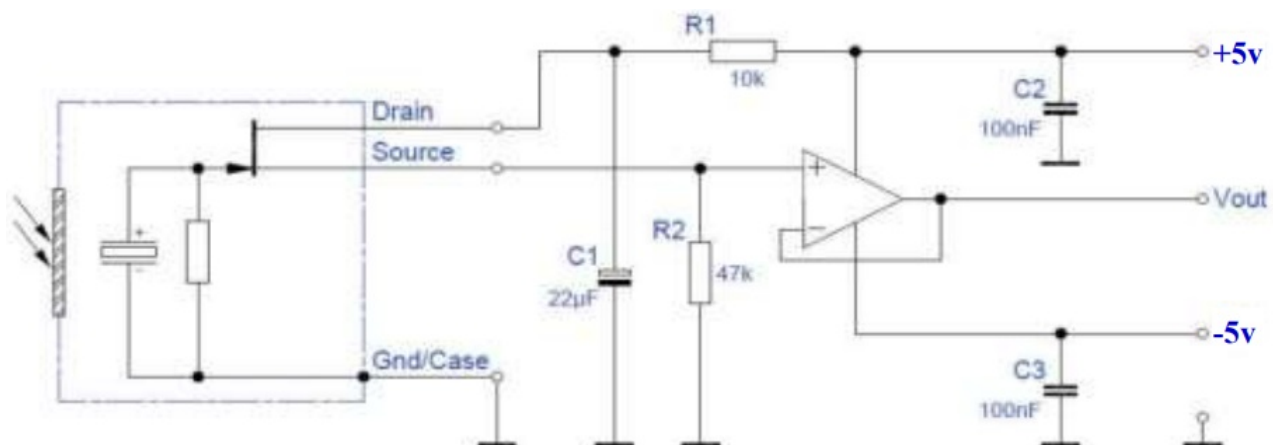 R1
10k
+5v
C2
100nF
Drain
Source
+
Vout
−
R2
47k
C1
22µF
+
−
-5v
Gnd/Case
C3
100nF